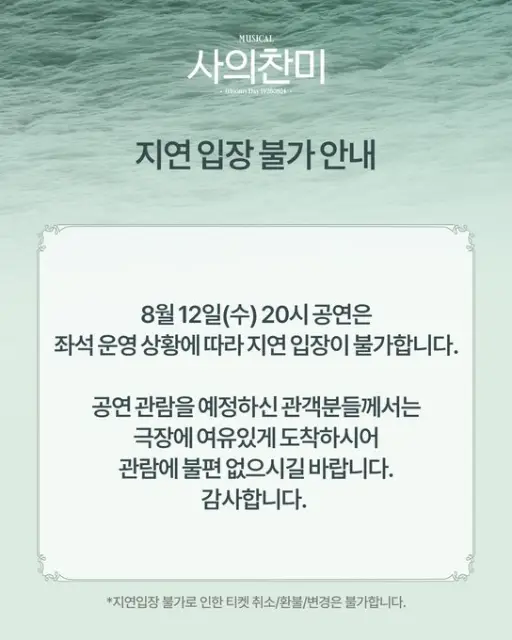 MUSICAL
사의찬미
지연 입장 불가 안내
8월 12일(수) 20시 공연은
좌석 운영 상황에 따라 지연 입장이 불가합니다.
공연 관람을 예정하신 관객분들께서는
극장에 여유있게 도착하시어
관람에 불편 없으시길 바랍니다.
감사합니다.
*지연입장 불가로 인한 티켓 취소/환불/변경은 불가합니다.